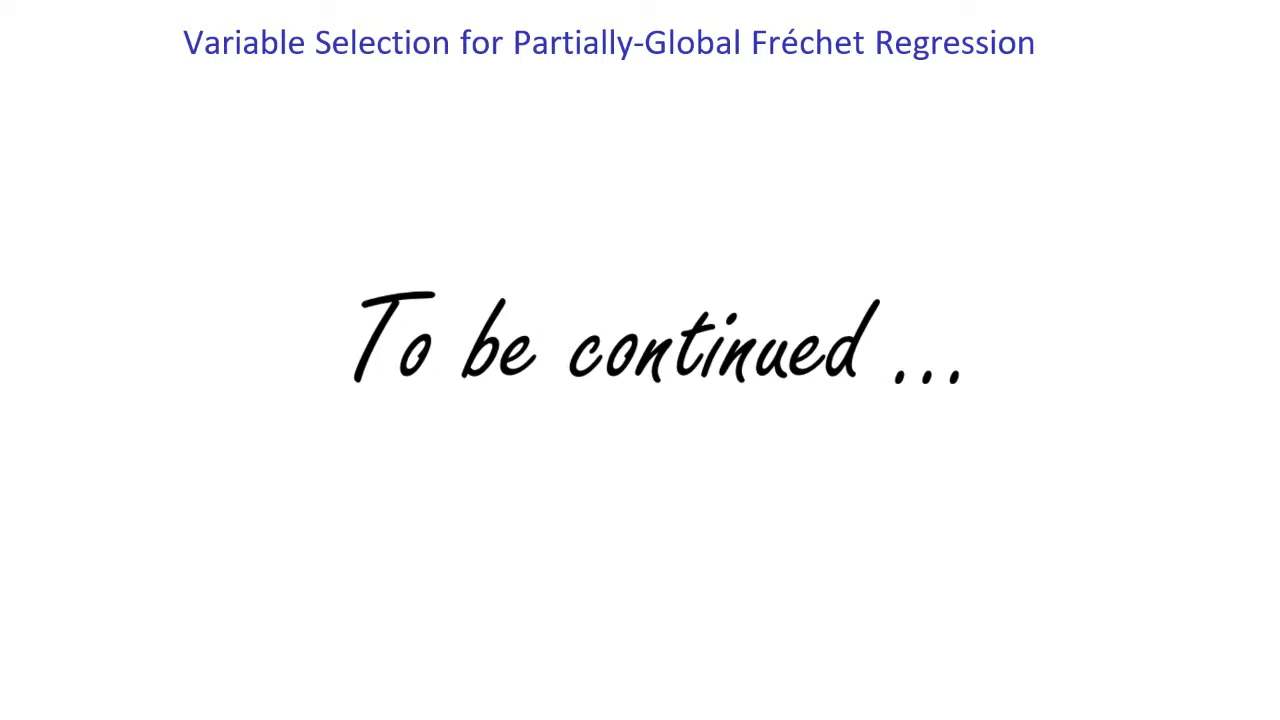 Variable Selection for Partially-Global Fréchet Regression
To be continued ...